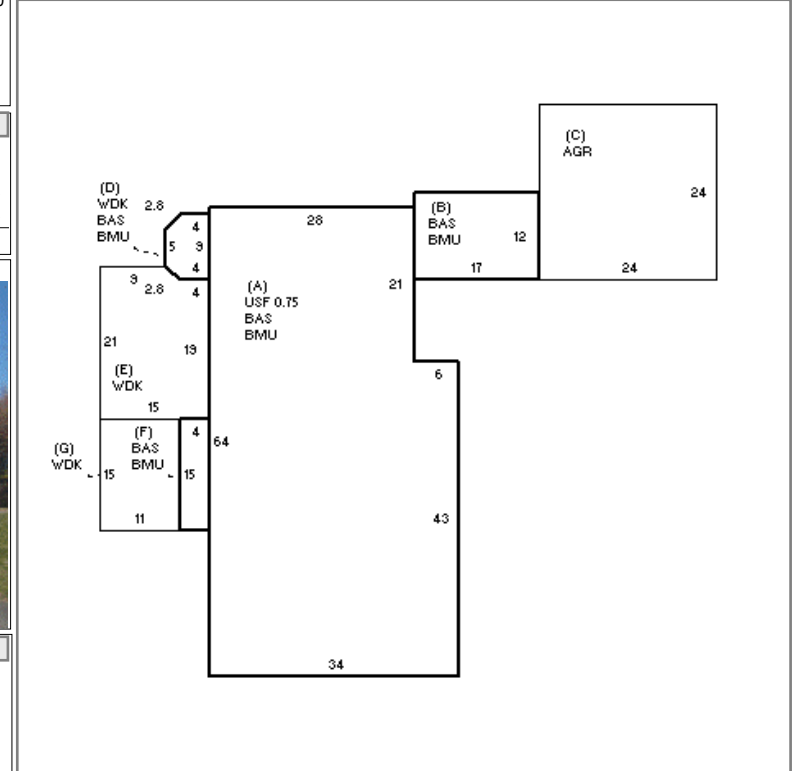 (C)
AGR
24
24
(D)
WDK
BAS
BMU
2.8
4
5
9
4
28
(B)
BAS
BMU
12
17
9
2.8
4
21
(A)
USF 0.75
BAS
BMU
21
19
(E)
WDK
15
6
(G)
WDK
15
(F)
BAS
BMU
4
15
64
11
43
34